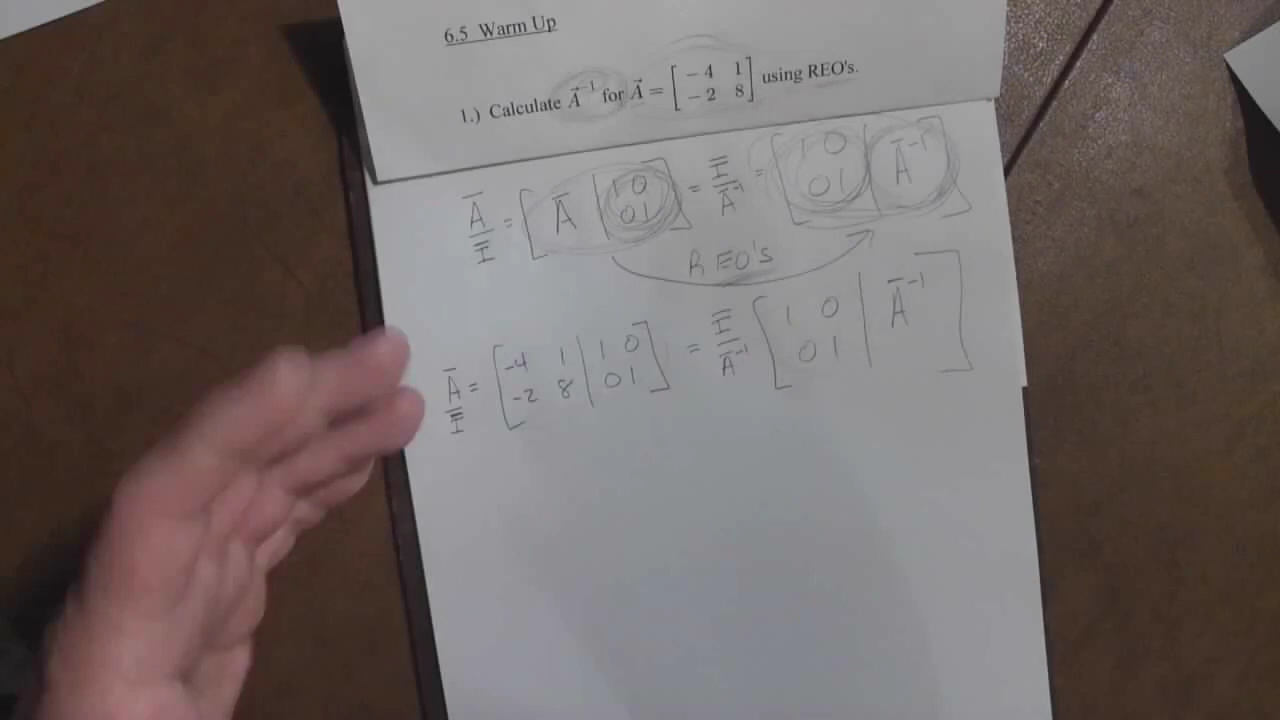 6.5 Warm Up
1.) Calculate A⃗⁻¹ for A⃗ = [ -4 1 ; -2 8 ] using REO's.
A̅ / I̿ = [ A̅ | 1 0 ; 0 1 ] = I̿ / A̅⁻¹ = [ 1 0 ; 0 1 | A̅⁻¹ ]
REO's
A̅ / I̿ = [ -4 1 | 1 0 ; -2 8 | 0 1 ] = I̿ / A̅⁻¹ [ 1 0 ; 0 1 | A̅⁻¹ ]